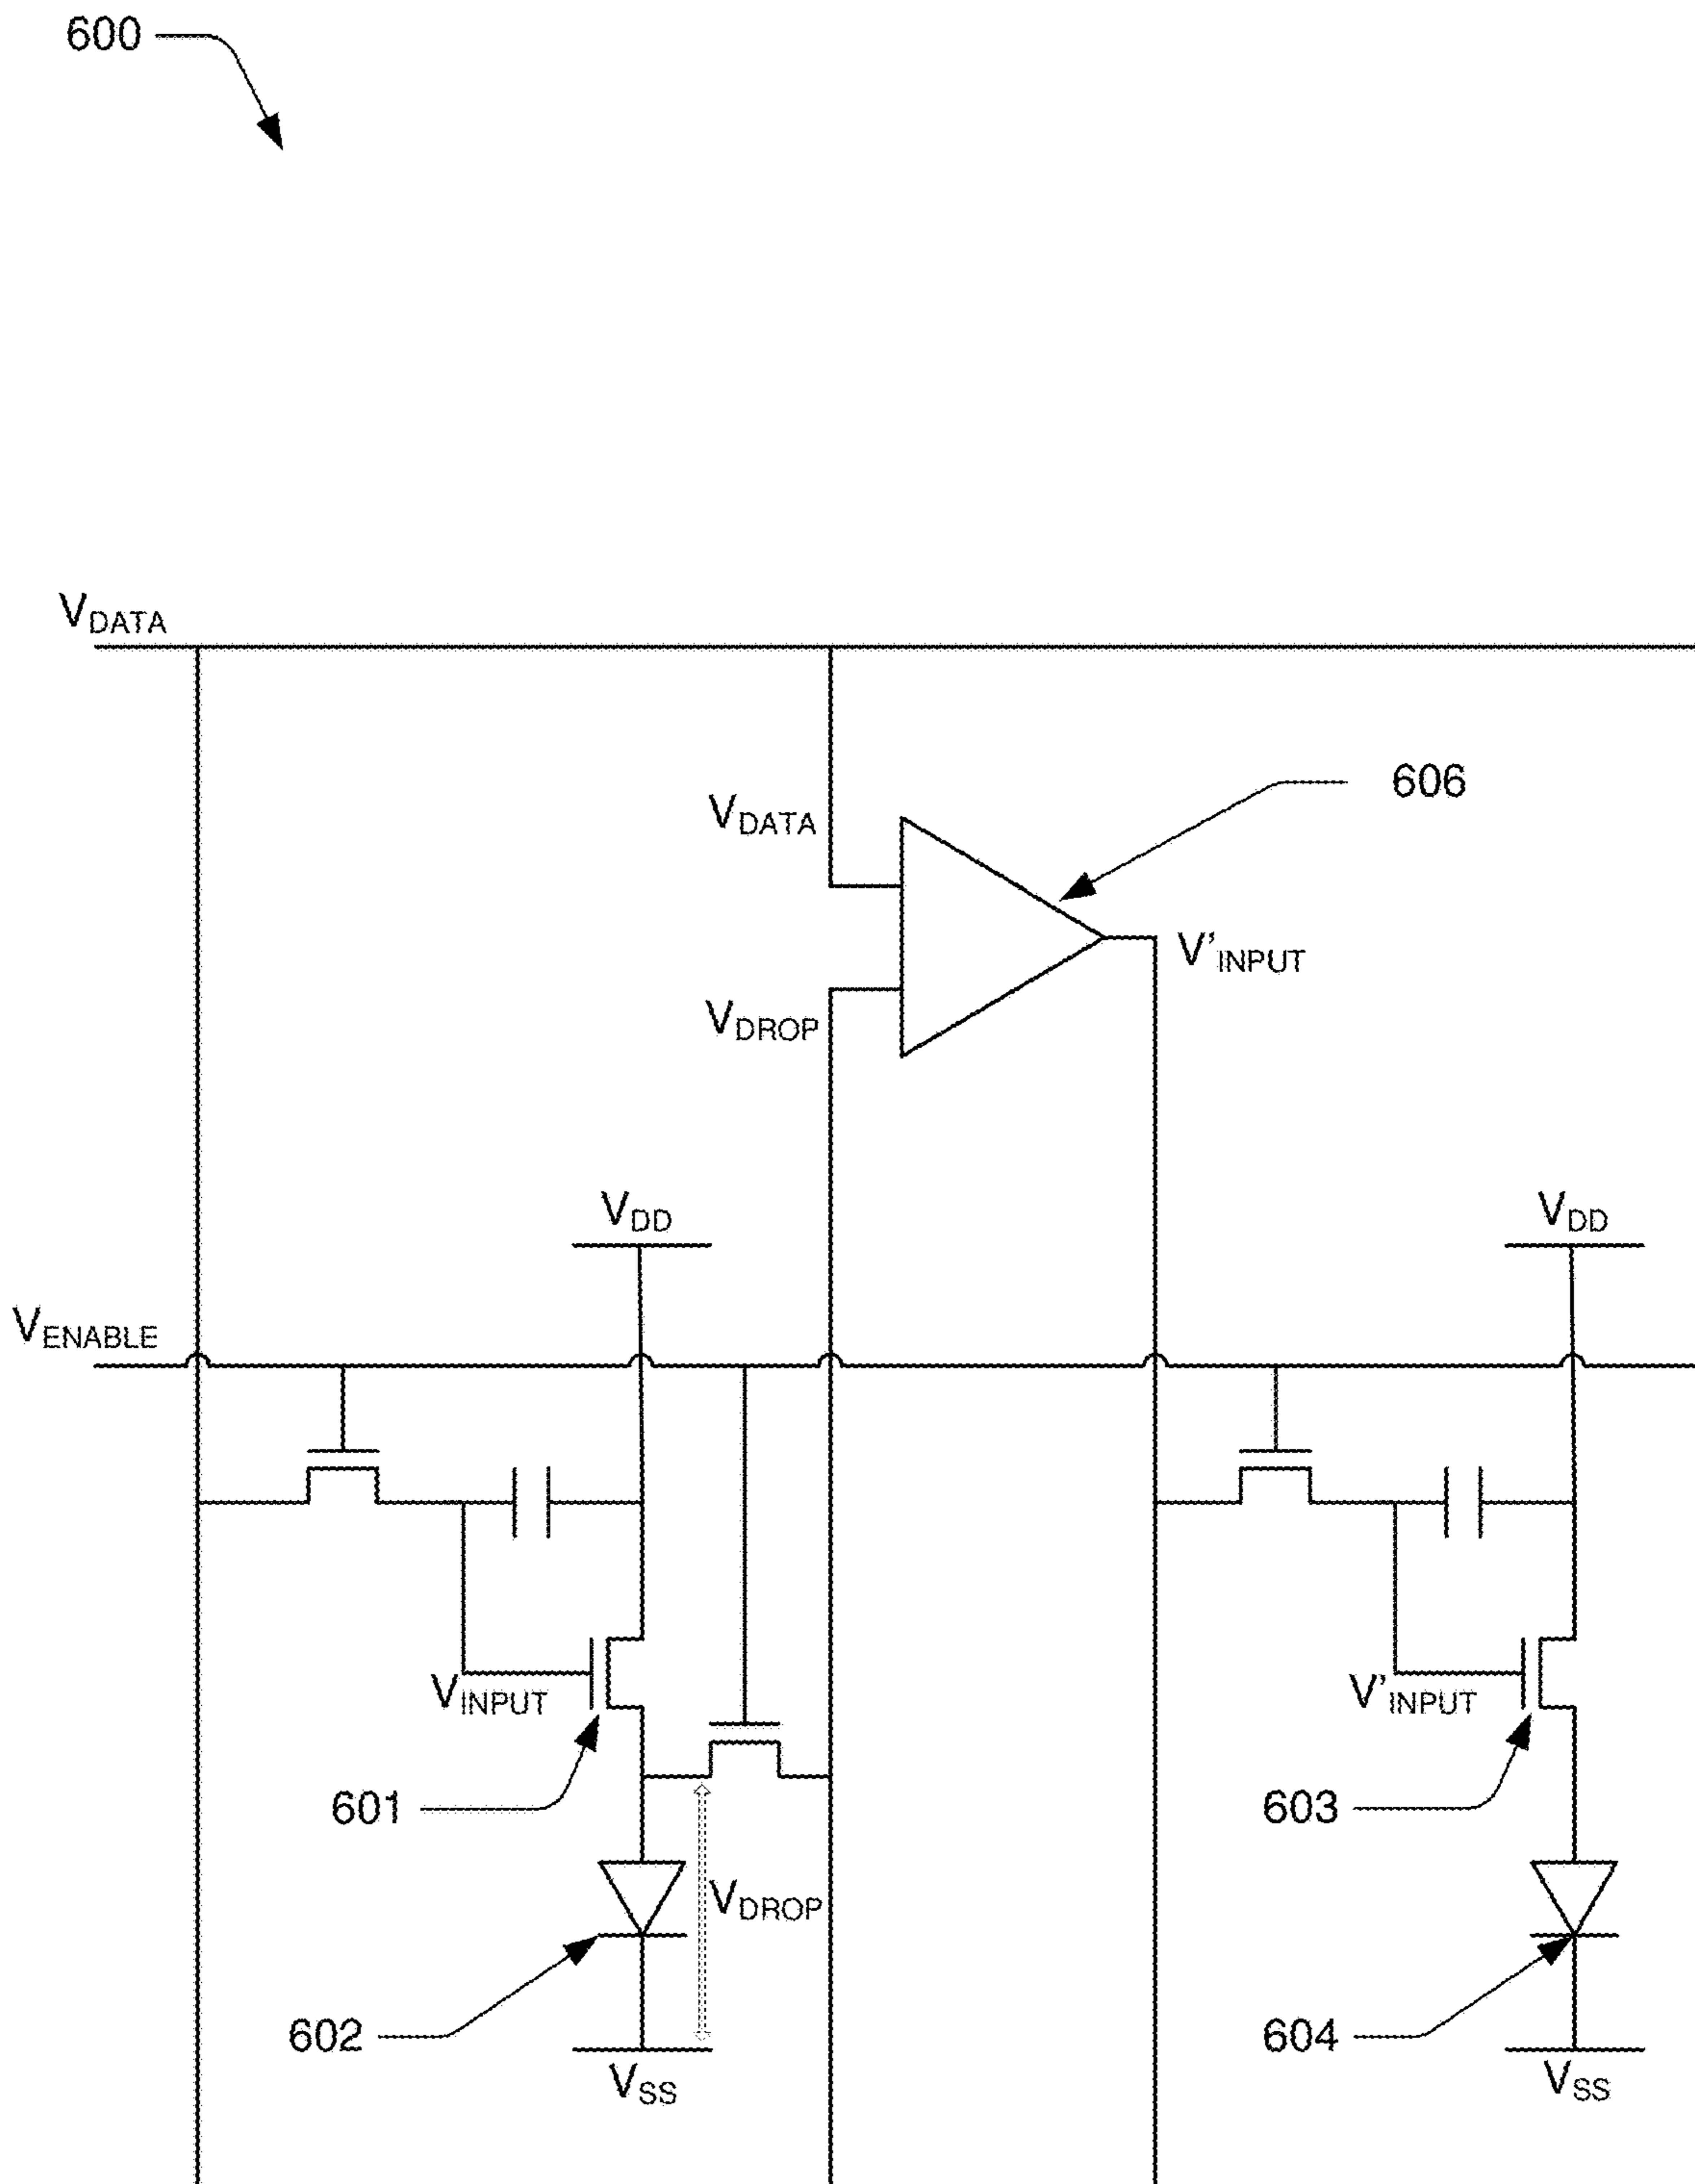 600
VDATA
606
VDATA
V'INPUT
VDROP
VDD
VDD
VENABLE
VINPUT
V'INPUT
601
603
VDROP
602
604
VSS
VSS